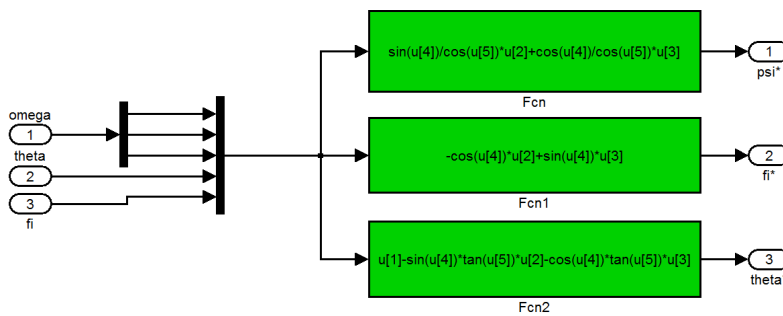 omega
1
theta
2
3
fi
sin(u[4])/cos(u[5])*u[2]+cos(u[4])/cos(u[5])*u[3]
Fcn
1
psi*
-cos(u[4])*u[2]+sin(u[4])*u[3]
Fcn1
2
fi*
u[1]-sin(u[4])*tan(u[5])*u[2]-cos(u[4])*tan(u[5])*u[3]
Fcn2
3
theta